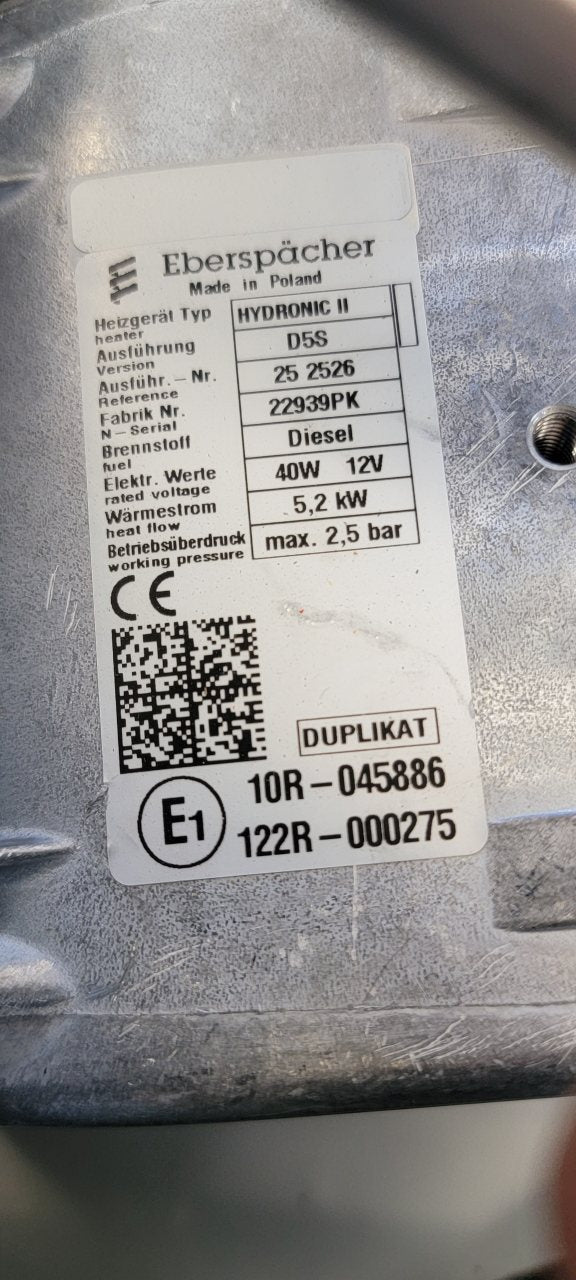 Eberspächer
Made in Poland
Heizgerät Typ HYDRONIC II
heater
Ausführung D5S
Version
Ausführ.–Nr. 25 2526
Reference
Fabrik Nr. 22939PK
N–Serial
Brennstoff Diesel
fuel
Elektr. Werte 40W 12V
rated voltage
Wärmestrom 5,2 kW
heat flow
Betriebsüberdruck max. 2,5 bar
working pressure
CE
DUPLIKAT
E1 10R–045886
122R–000275